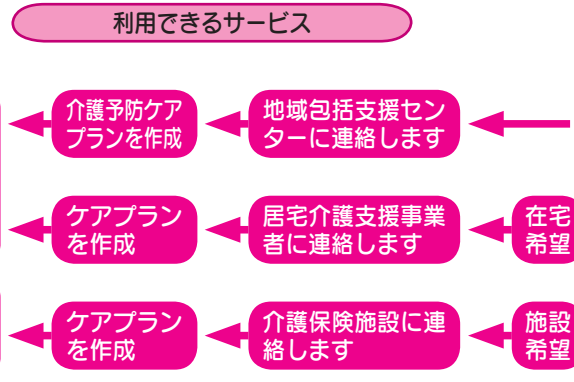 利用できるサービス
介護予防ケア
プランを作成
地域包括支援セン
ターに連絡します
ケアプラン
を作成
居宅介護支援事業
者に連絡します
在宅
希望
ケアプラン
を作成
介護保険施設に連
絡します
施設
希望